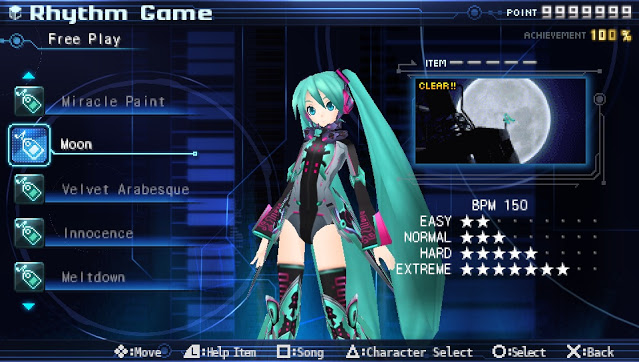 Rhythm Game
POINT 9999999
Free Play
ACHIEVEMENT 100 %
ITEM
CLEAR!!
Miracle Paint
Moon
Velvet Arabesque
Innocence
Meltdown
BPM 150
EASY ★★
NORMAL ★★★
HARD ★★★★★
EXTREME ★★★★★★★
:Move L:Help Item □:Song △:Character Select ○:Select ×:Back